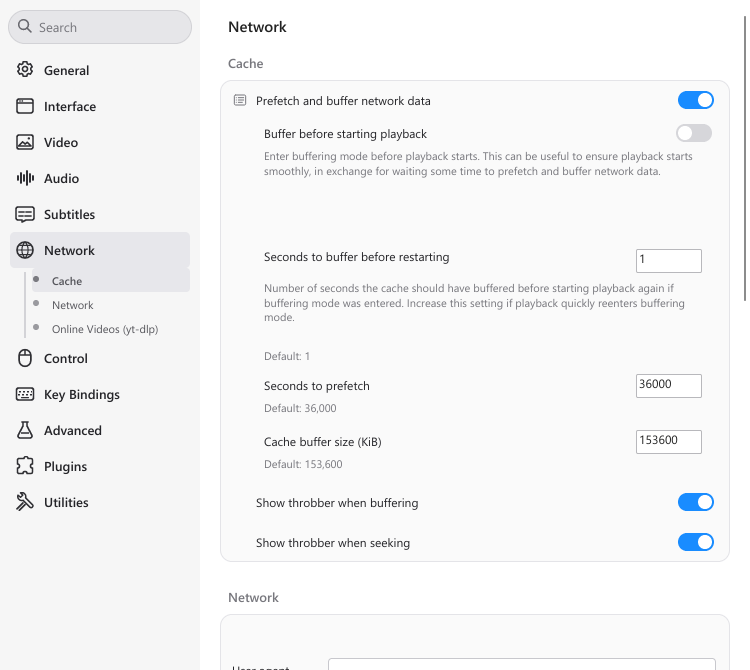 Search
General
Interface
Video
Audio
Subtitles
Network
Cache
Network
Online Videos (yt-dlp)
Control
Key Bindings
Advanced
Plugins
Utilities
Network
Cache
Prefetch and buffer network data
Buffer before starting playback
Enter buffering mode before playback starts. This can be useful to ensure playback starts
smoothly, in exchange for waiting some time to prefetch and buffer network data.
Seconds to buffer before restarting
1
Number of seconds the cache should have buffered before starting playback again if
buffering mode was entered. Increase this setting if playback quickly reenters buffering
mode.
Default: 1
Seconds to prefetch
36000
Default: 36,000
Cache buffer size (KiB)
153600
Default: 153,600
Show throbber when buffering
Show throbber when seeking
Network
User agent